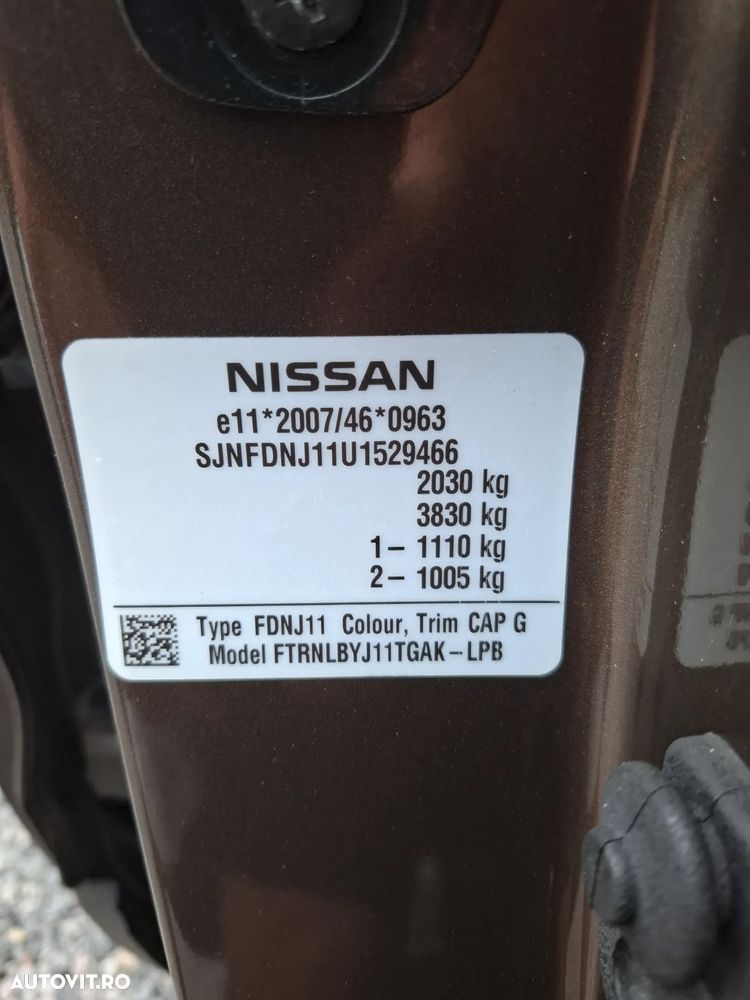 NISSAN
e11*2007/46*0963
SJNFDNJ11U1529466
2030 kg
3830 kg
1– 1110 kg
2– 1005 kg
Type FDNJ11 Colour, Trim CAP G
Model FTRNLBYJ11TGAK–LPB
AUTOVIT.RO